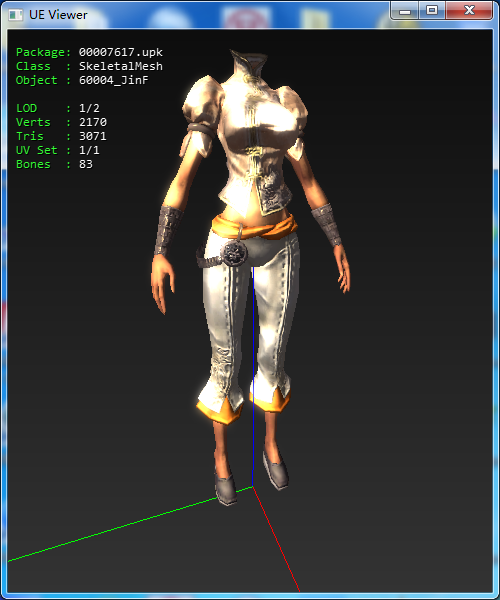 UE Viewer
Package: 00007617.upk
Class : SkeletalMesh
Object : 60004_JinF
LOD : 1/2
Verts : 2170
Tris : 3071
UV Set : 1/1
Bones : 83